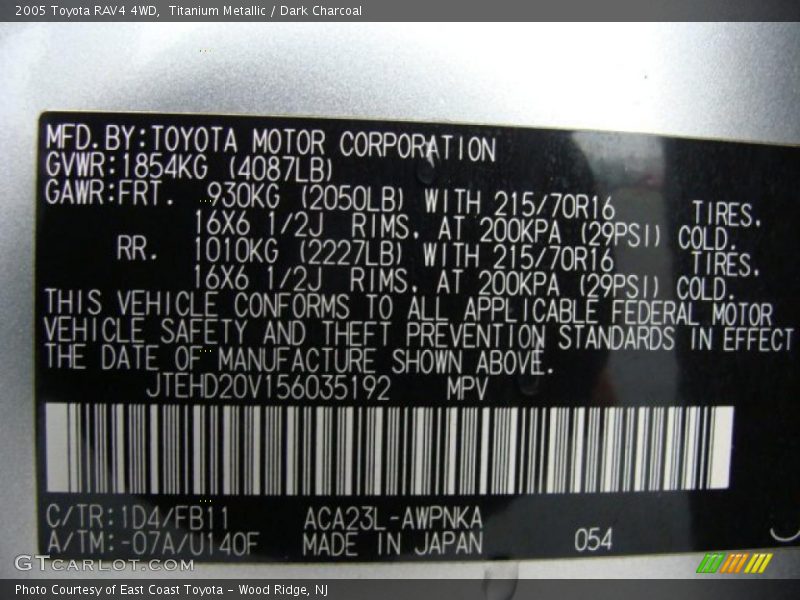 2005 Toyota RAV4 4WD,  Titanium Metallic / Dark Charcoal
MFD.BY:TOYOTA MOTOR CORPORATION
GVWR:1854KG (4087LB)
GAWR:FRT. 930KG (2050LB) WITH 215/70R16 TIRES.
16X6 1/2J RIMS. AT 200KPA (29PSI) COLD.
RR. 1010KG (2227LB) WITH 215/70R16 TIRES.
16X6 1/2J RIMS. AT 200KPA (29PSI) COLD.
THIS VEHICLE CONFORMS TO ALL APPLICABLE FEDERAL MOTOR
VEHICLE SAFETY AND THEFT PREVENTION STANDARDS IN EFFECT
THE DATE OF MANUFACTURE SHOWN ABOVE.
JTEHD20V156035192 MPV
C/TR:1D4/FB11 ACA23L-AWPNKA
A/TM:-07A/U140F MADE IN JAPAN 054
GTCARLOT.COM
Photo Courtesy of East Coast Toyota - Wood Ridge, NJ